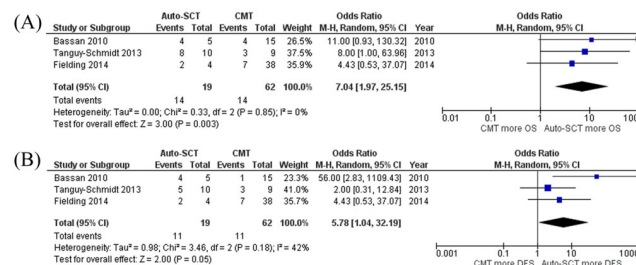 (A)
Auto-SCT CMT Odds Ratio Odds Ratio
Study or Subgroup Events Total Events Total Weight M-H, Random, 95% CI Year M-H, Random, 95% CI
Bassan 2010 4 5 4 15 26.5% 11.00 [0.93, 130.32] 2010
Tanguy-Schmidt 2013 8 10 3 9 37.5% 8.00 [1.00, 63.96] 2013
Fielding 2014 2 4 7 38 35.9% 4.43 [0.53, 37.07] 2014
Total (95% CI) 19 62 100.0% 7.04 [1.97, 25.15]
Total events 14 14
Heterogeneity: Tau² = 0.00; Chi² = 0.33, df = 2 (P = 0.85); I² = 0%
Test for overall effect: Z = 3.00 (P = 0.003)
0.01 0.1 1 10 100
CMT more OS Auto-SCT more OS
(B)
Auto-SCT CMT Odds Ratio Odds Ratio
Study or Subgroup Events Total Events Total Weight M-H, Random, 95% CI Year M-H, Random, 95% CI
Bassan 2010 4 5 1 15 23.3% 56.00 [2.83, 1109.43] 2010
Tanguy-Schmidt 2013 5 10 3 9 41.0% 2.00 [0.31, 12.84] 2013
Fielding 2014 2 4 7 38 35.7% 4.43 [0.53, 37.07] 2014
Total (95% CI) 19 62 100.0% 5.78 [1.04, 32.19]
Total events 11 11
Heterogeneity: Tau² = 0.98; Chi² = 3.46, df = 2 (P = 0.18); I² = 42%
Test for overall effect: Z = 2.00 (P = 0.05)
0.001 0.1 1 10 1000
CMT more DFS Auto-SCT more DFS